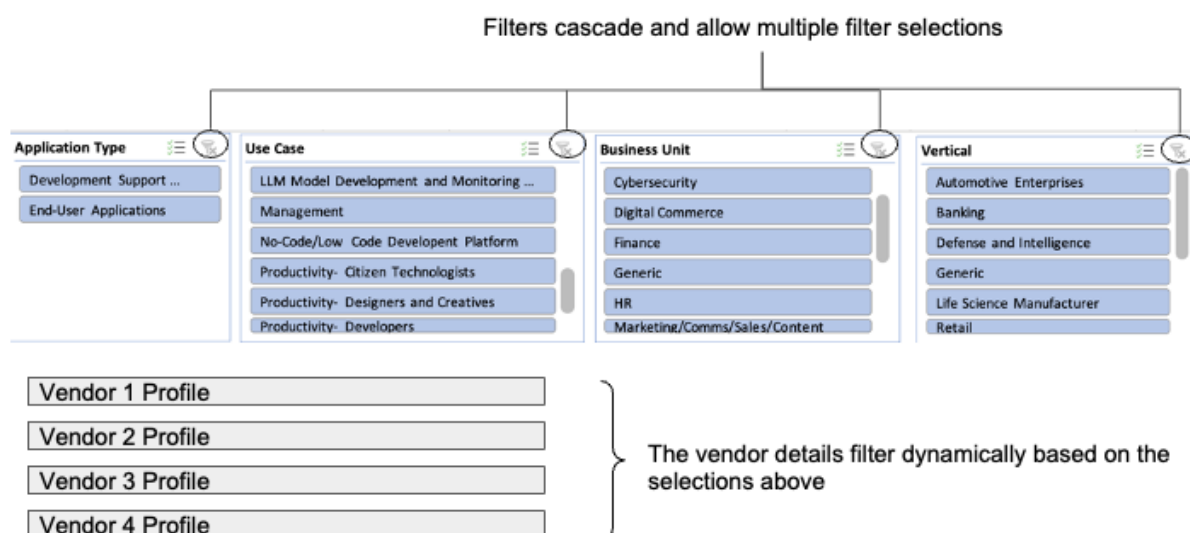 Filters cascade and allow multiple filter selections
Application Type
Development Support ...
End-User Applications
Use Case
LLM Model Development and Monitoring ...
Management
No-Code/Low Code Developent Platform
Productivity- Citizen Technologists
Productivity- Designers and Creatives
Productivity- Developers
Business Unit
Cybersecurity
Digital Commerce
Finance
Generic
HR
Marketing/Comms/Sales/Content
Vertical
Automotive Enterprises
Banking
Defense and Intelligence
Generic
Life Science Manufacturer
Retail
Vendor 1 Profile
Vendor 2 Profile
Vendor 3 Profile
Vendor 4 Profile
The vendor details filter dynamically based on the
selections above